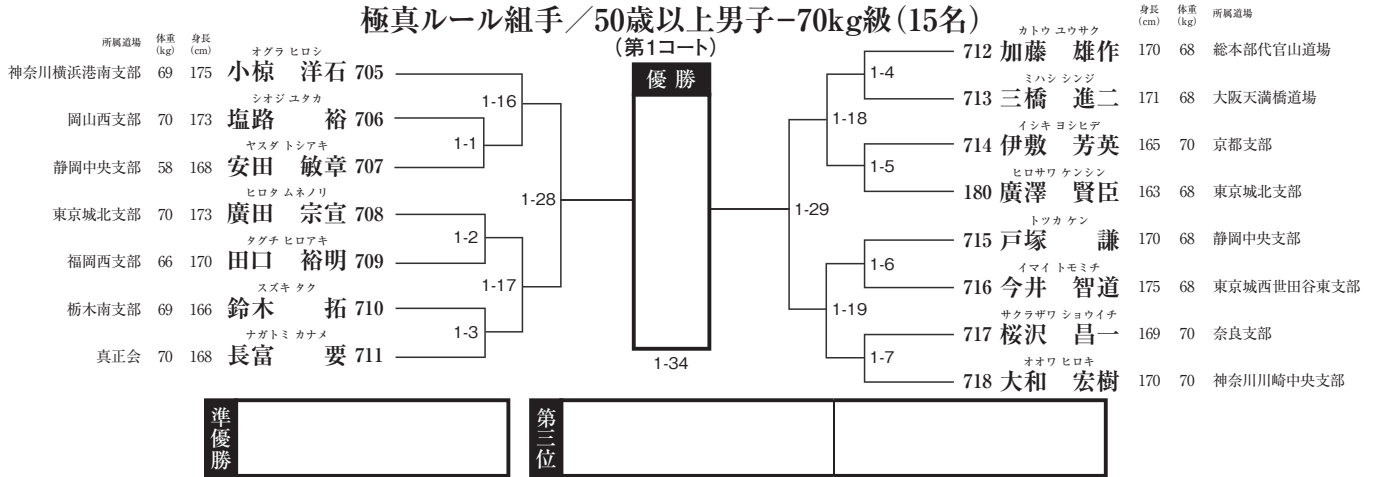 極真ルール組手／50歳以上男子−70kg級（15名）
（第1コート）
所属道場 体重(kg) 身長(cm)
オグラ ヒロシ
神奈川横浜港南支部 69 175 小椋 洋石 705
シオジ ユタカ
岡山西支部 70 173 塩路 裕 706
ヤスダ トシアキ
静岡中央支部 58 168 安田 敏章 707
ヒロタ ムネノリ
東京城北支部 70 173 廣田 宗宣 708
タグチ ヒロアキ
福岡西支部 66 170 田口 裕明 709
スズキ タク
栃木南支部 69 166 鈴木 拓 710
ナガトミ カナメ
真正会 70 168 長富 要 711
1-16
1-1
1-28
1-2
1-17
1-3
優勝
1-34
身長(cm) 体重(kg) 所属道場
カトウ ユウサク
712 加藤 雄作 170 68 総本部代官山道場
ミハシ シンジ
713 三橋 進二 171 68 大阪天満橋道場
イシキ ヨシヒデ
714 伊敷 芳英 165 70 京都支部
ヒロサワ ケンシン
180 廣澤 賢臣 163 68 東京城北支部
トツカ ケン
715 戸塚 謙 170 68 静岡中央支部
イマイ トモミチ
716 今井 智道 175 68 東京城西世田谷東支部
サクラザワ ショウイチ
717 桜沢 昌一 169 70 奈良支部
オオワ ヒロキ
718 大和 宏樹 170 70 神奈川川崎中央支部
1-4
1-18
1-5
1-29
1-6
1-19
1-7
準優勝
第三位